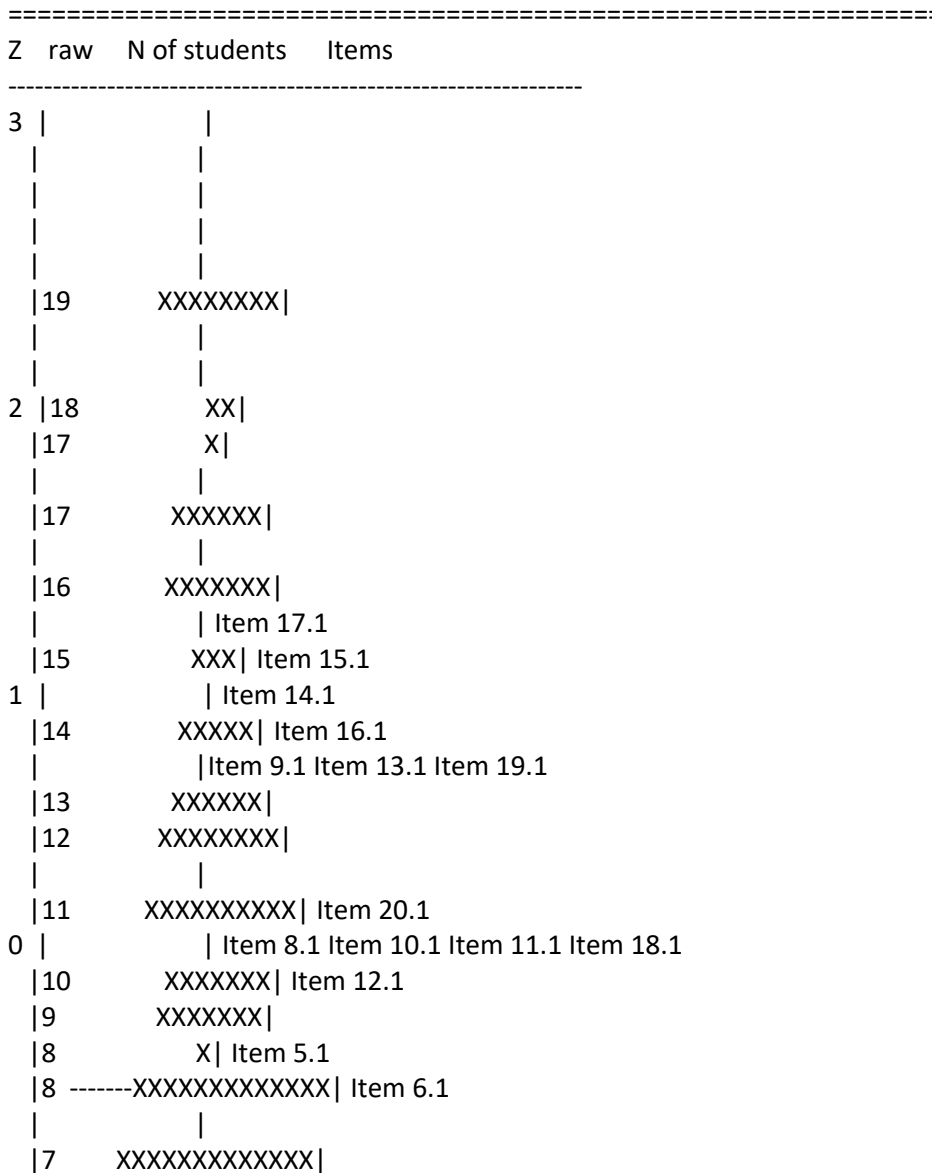 ================================================================
Z raw N of students Items
----------------------------------------------------------------
3 | |
| |
| |
| |
| |
|19 XXXXXXXX|
| |
| |
2 |18 XX|
|17 X|
| |
|17 XXXXXX|
| |
|16 XXXXXXX|
| | Item 17.1
|15 XXX| Item 15.1
1 | | Item 14.1
|14 XXXXX| Item 16.1
| |Item 9.1 Item 13.1 Item 19.1
|13 XXXXXX|
|12 XXXXXXXX|
| |
|11 XXXXXXXXXX| Item 20.1
0 | | Item 8.1 Item 10.1 Item 11.1 Item 18.1
|10 XXXXXXX| Item 12.1
|9 XXXXXXX|
|8 X| Item 5.1
|8 -------XXXXXXXXXXXXX| Item 6.1
| |
|7 XXXXXXXXXXXXX|